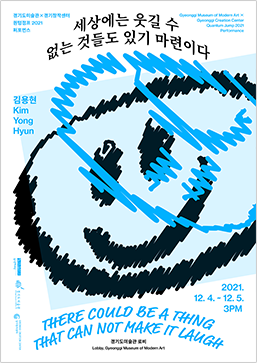 경기도미술관×경기창작센터
퀀텀점프 2021
퍼포먼스
Gyeonggi Museum of Modern Art ×
Gyeonggi Creation Center
Quantum Jump 2021
Performance
세상에는 웃길 수
없는 것들도 있기 마련이다
김용현
Kim
Yong
Hyun
2021.
12. 4. - 12. 5.
3PM
THERE COULD BE A THING
THAT CAN NOT MAKE IT LAUGH
경기도미술관 로비
Lobby, Gyeonggi Museum of Modern Art